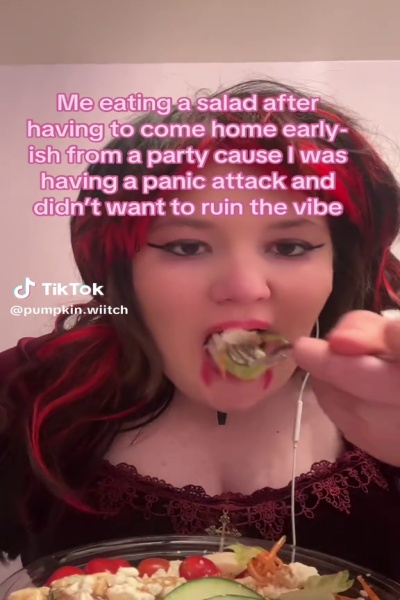 Me eating a salad after
having to come home early-
ish from a party cause I was
having a panic attack and
didn't want to ruin the vibe
TikTok
@pumpkin.wiitch